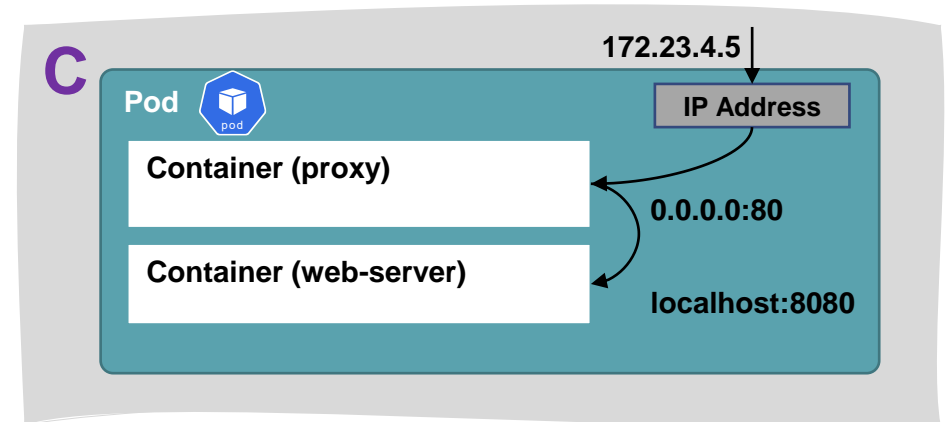 C
172.23.4.5
Pod
pod
IP Address
Container (proxy)
0.0.0.0:80
Container (web-server)
localhost:8080